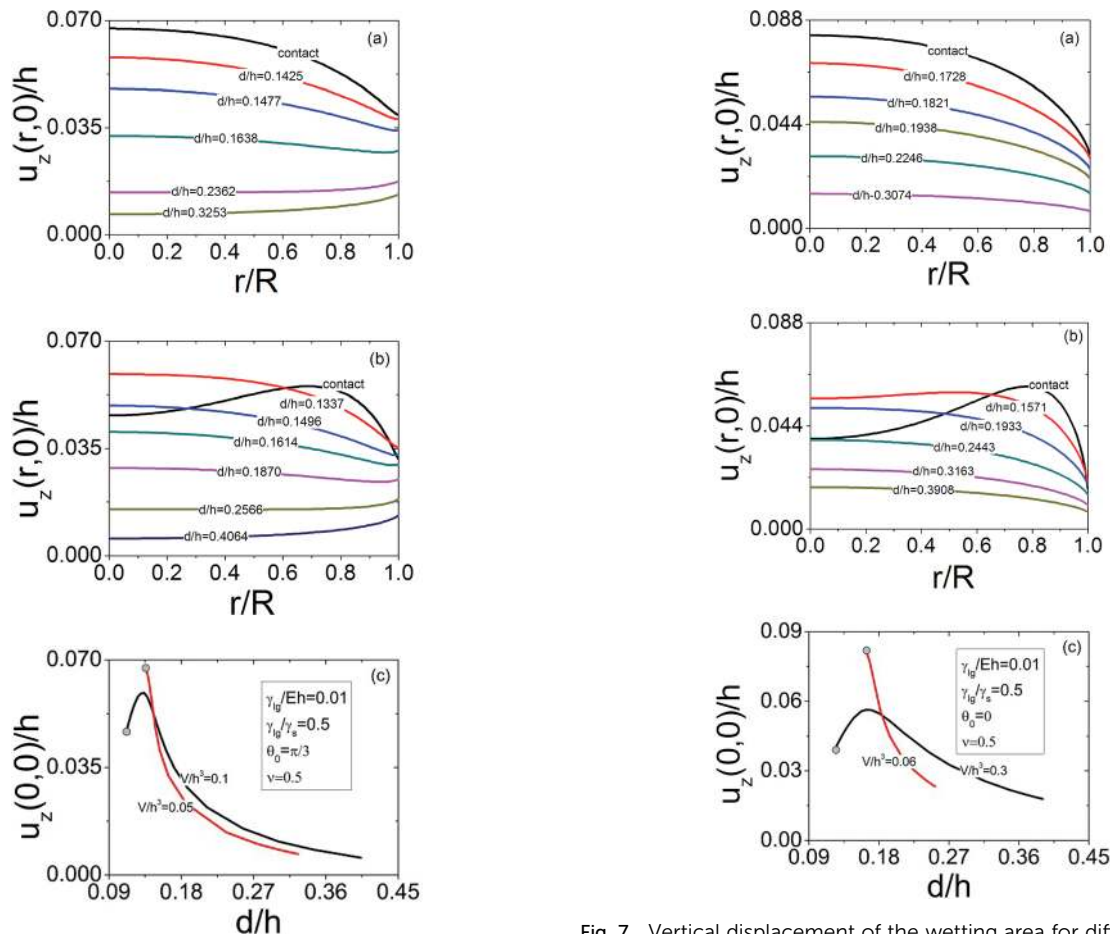 0.070
(a)
contact
d/h=0.1425
d/h=0.1477
d/h=0.1638
d/h=0.2362
d/h=0.3253
0.035
0.000
u_z(r,0)/h
0.0 0.2 0.4 0.6 0.8 1.0
r/R
0.070
(b)
contact
d/h=0.1337
d/h=0.1496
d/h=0.1614
d/h=0.1870
d/h=0.2566
d/h=0.4064
0.035
0.000
u_z(r,0)/h
0.0 0.2 0.4 0.6 0.8 1.0
r/R
0.070
(c)
γ_lg/Eh=0.01
γ_lg/γ_s=0.5
θ_0=π/3
ν=0.5
V/h³=0.1
V/h³=0.05
0.035
0.000
u_z(0,0)/h
0.09 0.18 0.27 0.36 0.45
d/h
0.088
(a)
contact
d/h=0.1728
d/h=0.1821
d/h=0.1938
d/h=0.2246
d/h-0.3074
0.044
0.000
u_z(r,0)/h
0.0 0.2 0.4 0.6 0.8 1.0
r/R
0.088
(b)
contact
d/h=0.1571
d/h=0.1933
d/h=0.2443
d/h=0.3163
d/h=0.3908
0.044
0.000
u_z(r,0)/h
0.0 0.2 0.4 0.6 0.8 1.0
r/R
0.09
(c)
γ_lg/Eh=0.01
γ_lg/γ_s=0.5
θ_0=0
ν=0.5
V/h³=0.06
V/h³=0.3
0.06
0.03
0.00
u_z(0,0)/h
0.09 0.18 0.27 0.36 0.45
d/h
Fig. 7 Vertical displacement of the wetting area for dif